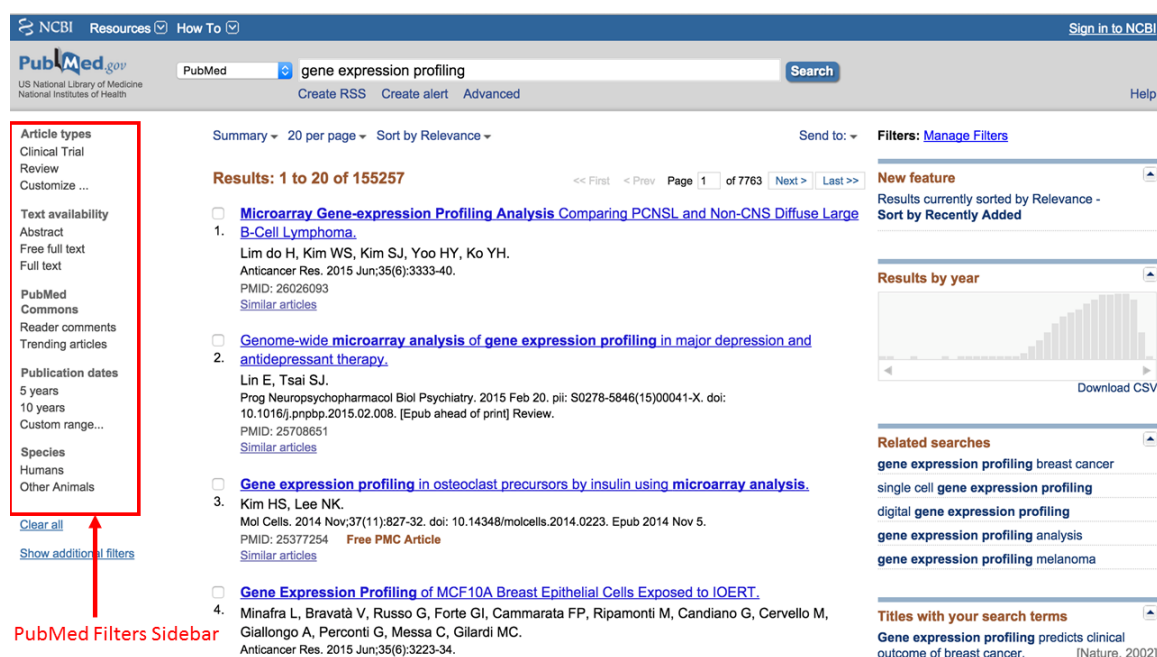 NCBI Resources How To Sign in to NCBI
PubMed.gov
US National Library of Medicine
National Institutes of Health
PubMed gene expression profiling Search
Create RSS Create alert Advanced Help
Article types
Clinical Trial
Review
Customize ...
Text availability
Abstract
Free full text
Full text
PubMed
Commons
Reader comments
Trending articles
Publication dates
5 years
10 years
Custom range...
Species
Humans
Other Animals
Clear all
Show additional filters
PubMed Filters Sidebar
Summary 20 per page Sort by Relevance Send to:
Results: 1 to 20 of 155257 << First < Prev Page 1 of 7763 Next > Last >>
Microarray Gene-expression Profiling Analysis Comparing PCNSL and Non-CNS Diffuse Large
1. B-Cell Lymphoma.
Lim do H, Kim WS, Kim SJ, Yoo HY, Ko YH.
Anticancer Res. 2015 Jun;35(6):3333-40.
PMID: 26026093
Similar articles
Genome-wide microarray analysis of gene expression profiling in major depression and
2. antidepressant therapy.
Lin E, Tsai SJ.
Prog Neuropsychopharmacol Biol Psychiatry. 2015 Feb 20. pii: S0278-5846(15)00041-X. doi:
10.1016/j.pnpbp.2015.02.008. [Epub ahead of print] Review.
PMID: 25708651
Similar articles
Gene expression profiling in osteoclast precursors by insulin using microarray analysis.
3. Kim HS, Lee NK.
Mol Cells. 2014 Nov;37(11):827-32. doi: 10.14348/molcells.2014.0223. Epub 2014 Nov 5.
PMID: 25377254 Free PMC Article
Similar articles
Gene Expression Profiling of MCF10A Breast Epithelial Cells Exposed to IOERT.
4. Minafra L, Bravatà V, Russo G, Forte GI, Cammarata FP, Ripamonti M, Candiano G, Cervello M,
Giallongo A, Perconti G, Messa C, Gilardi MC.
Anticancer Res. 2015 Jun;35(6):3223-34.
Filters: Manage Filters
New feature
Results currently sorted by Relevance -
Sort by Recently Added
Results by year
Download CSV
Related searches
gene expression profiling breast cancer
single cell gene expression profiling
digital gene expression profiling
gene expression profiling analysis
gene expression profiling melanoma
Titles with your search terms
Gene expression profiling predicts clinical
outcome of breast cancer. [Nature. 2002]